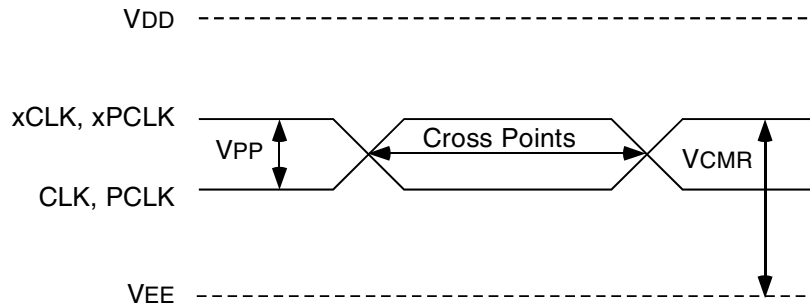 VDD
xCLK, xPCLK
VPP
Cross Points
VCMR
CLK, PCLK
VEE